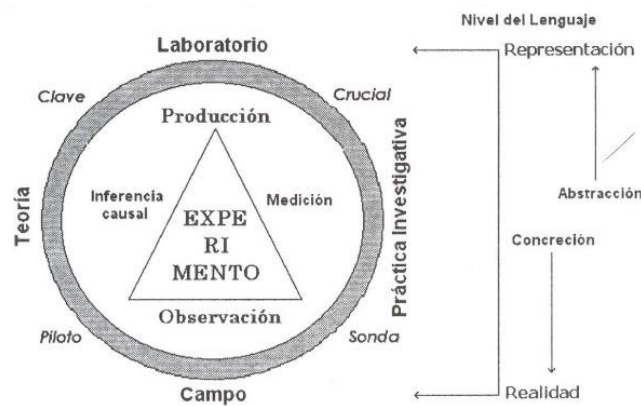 Nivel del Lenguaje
Laboratorio
Representación
Clave
Crucial
Producción
Teoría
Inferencia
causal
Medición
Práctica Investigativa
Abstracción
EXPE
RI
MENTO
Concreción
Observación
Piloto
Sonda
Campo
Realidad